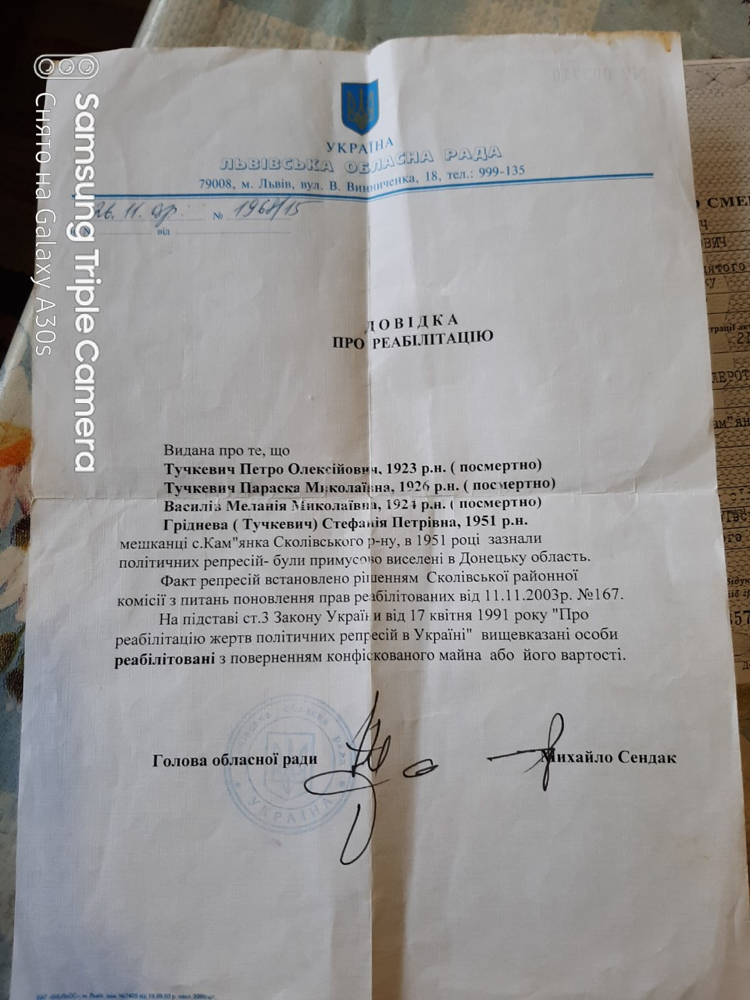 Samsung Triple Camera
Снято на Galaxy A30s
УКРАЇНА
ЛЬВІВСЬКА ОБЛАСНА РАДА
79008, м. Львів, вул. В. Винниченка, 18, тел.: 999-135
26. 11. 03р. № 1968/15
від
ДОВІДКА
ПРО РЕАБІЛІТАЦІЮ
Видана про те, що
Тучкевич Петро Олексійович, 1923 р.н. ( посмертно)
Тучкевич Параска Миколаївна, 1926 р.н. ( посмертно)
Василів Меланія Миколаївна, 1924 р.н. ( посмертно)
Гріднева ( Тучкевич) Стефанія Петрівна, 1951 р.н.
мешканці с.Кам"янка Сколівського р-ну, в 1951 році зазнали
політичних репресій- були примусово виселені в Донецьку область.
Факт репресій встановлено рішенням Сколівської районної
комісії з питань поновлення прав реабілітованих від 11.11.2003р. №167.
На підставі ст.3 Закону України від 17 квітня 1991 року "Про
реабілітацію жертв політичних репресій в Україні" вищевказані особи
реабілітовані з поверненням конфіскованого майна або його вартості.
Голова обласної ради Михайло Сендак
обласна рада
УКРАЇНА
СМЕ
ВИЧ